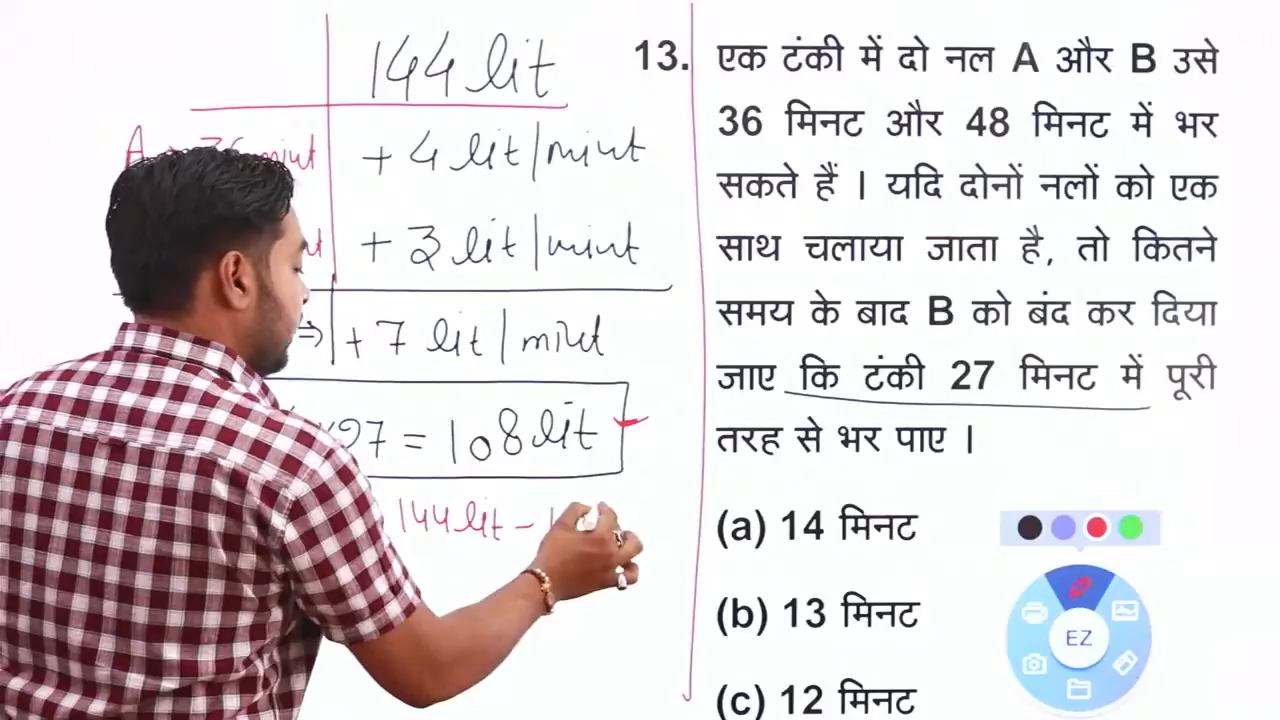 144 lit
+ 4 lit/mint
+ 3 lit/mint
⇒ + 7 lit/mint
27 = 108 lit
144 lit -
13. एक टंकी में दो नल A और B उसे
36 मिनट और 48 मिनट में भर
सकते हैं । यदि दोनों नलों को एक
साथ चलाया जाता है, तो कितने
समय के बाद B को बंद कर दिया
जाए कि टंकी 27 मिनट में पूरी
तरह से भर पाए ।
(a) 14 मिनट
(b) 13 मिनट
(c) 12 मिनट
EZ